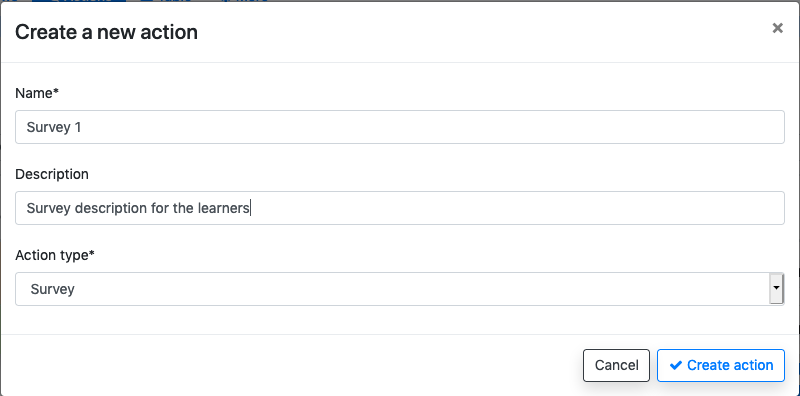 Create a new action
×
Name*
Survey 1
Description
Survey description for the learners
Action type*
Survey
Cancel
✔ Create action